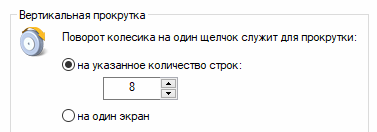 Вертикальная прокрутка
Поворот колесика на один щелчок служит для прокрутки:
на указанное количество строк:
8
на один экран